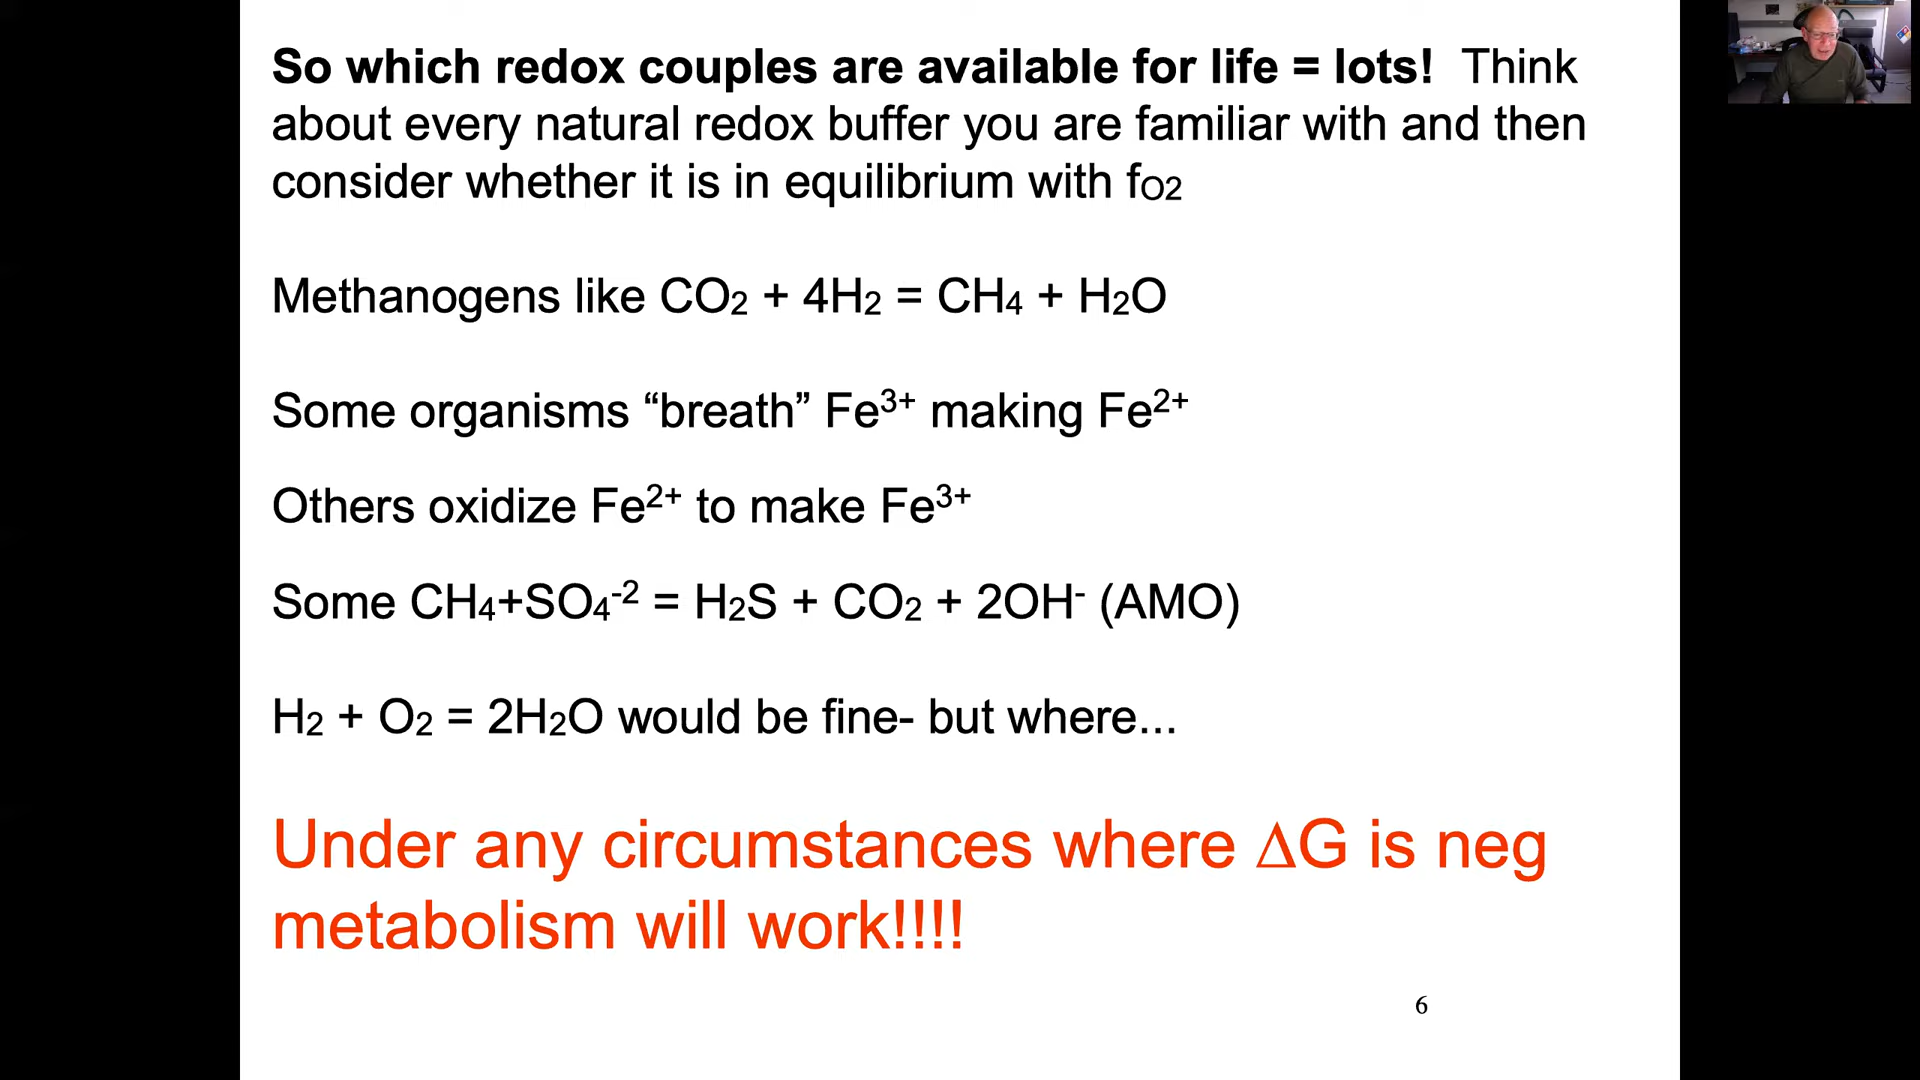 So which redox couples are available for life = lots! Think
about every natural redox buffer you are familiar with and then
consider whether it is in equilibrium with fO2
Methanogens like CO2 + 4H2 = CH4 + H2O
Some organisms “breath” Fe3+ making Fe2+
Others oxidize Fe2+ to make Fe3+
Some CH4+SO4-2 = H2S + CO2 + 2OH- (AMO)
H2 + O2 = 2H2O would be fine- but where...
Under any circumstances where ΔG is neg
metabolism will work!!!!
6